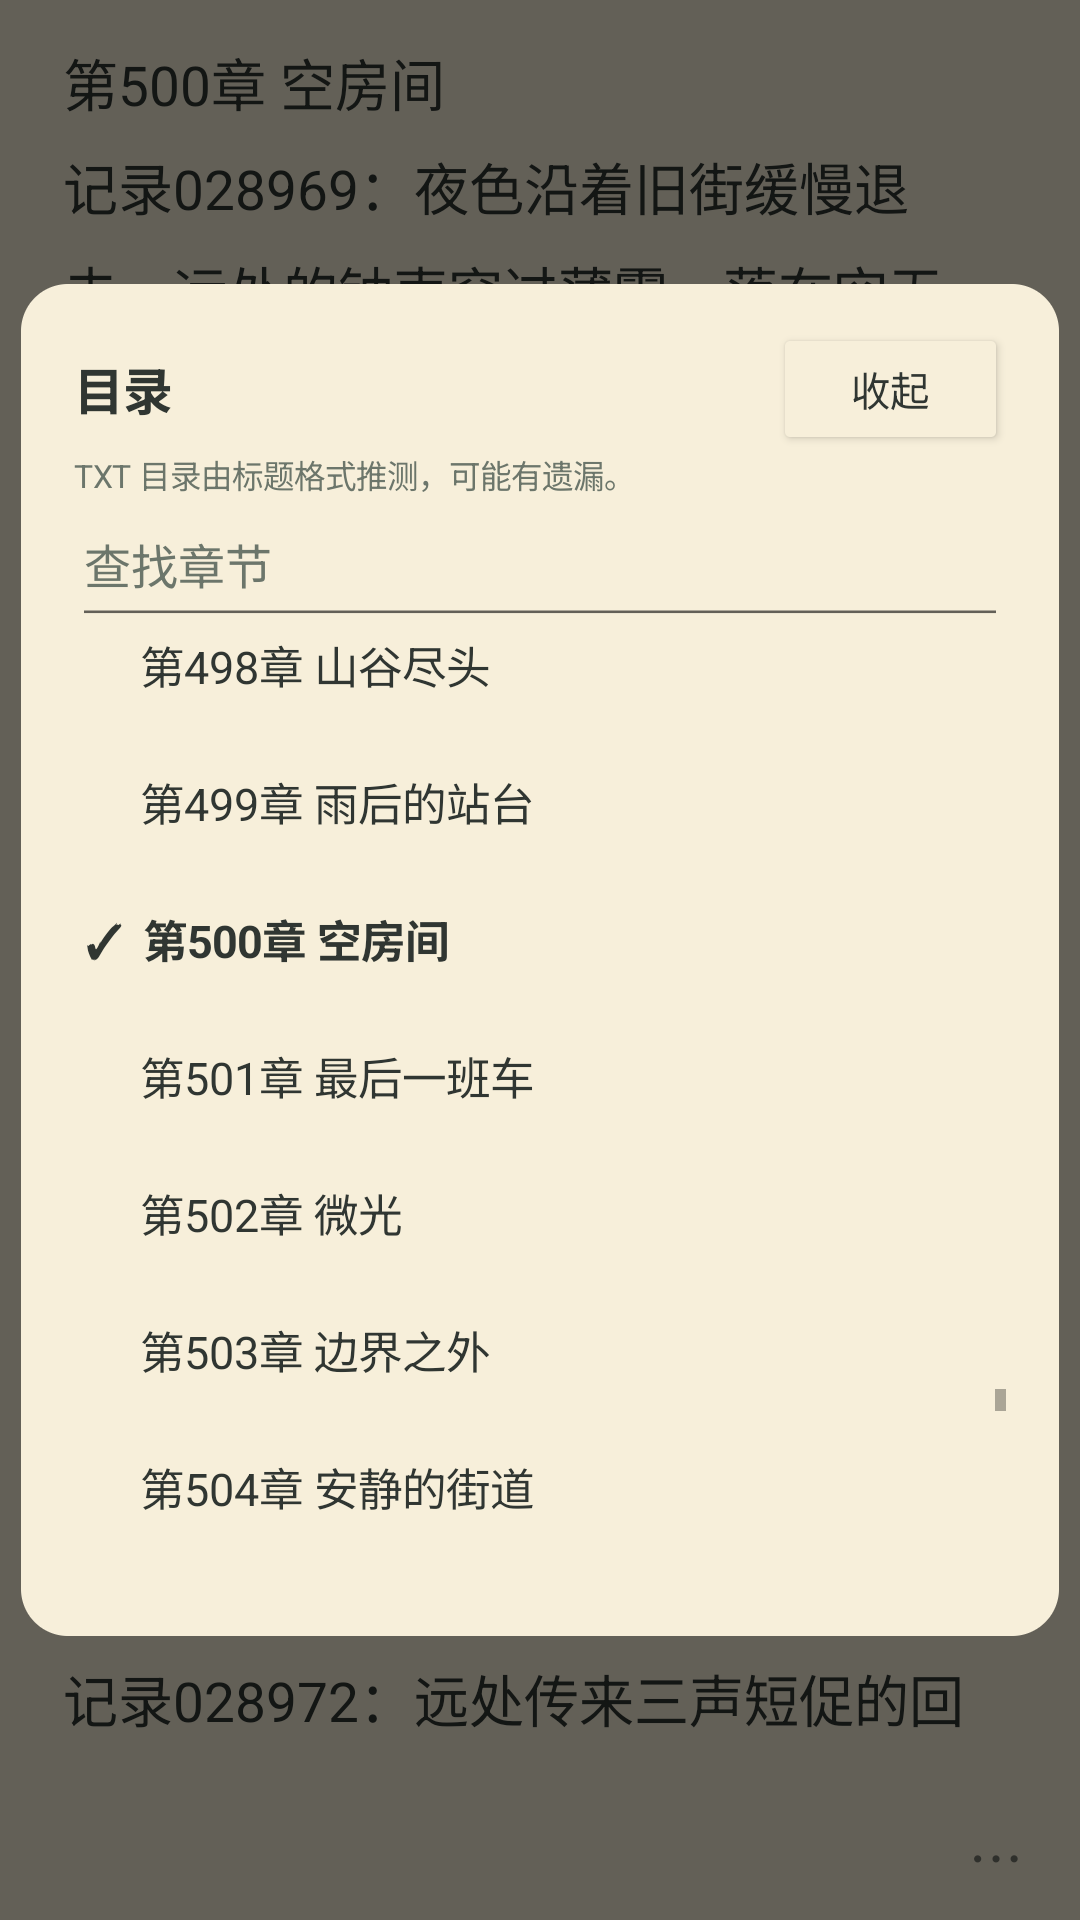 第500章 空房间
记录028969：夜色沿着旧街缓慢退
目录
收起
TXT 目录由标题格式推测，可能有遗漏。
查找章节
第498章 山谷尽头
第499章 雨后的站台
✓ 第500章 空房间
第501章 最后一班车
第502章 微光
第503章 边界之外
第504章 安静的街道
记录028972：远处传来三声短促的回
...